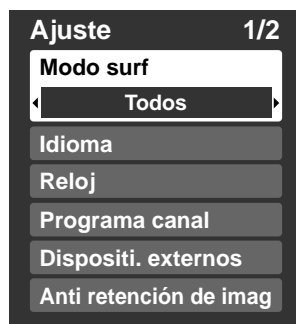 Ajuste 1/2
Modo surf
Todos
Idioma
Reloj
Programa canal
Dispositi. externos
Anti retención de imag